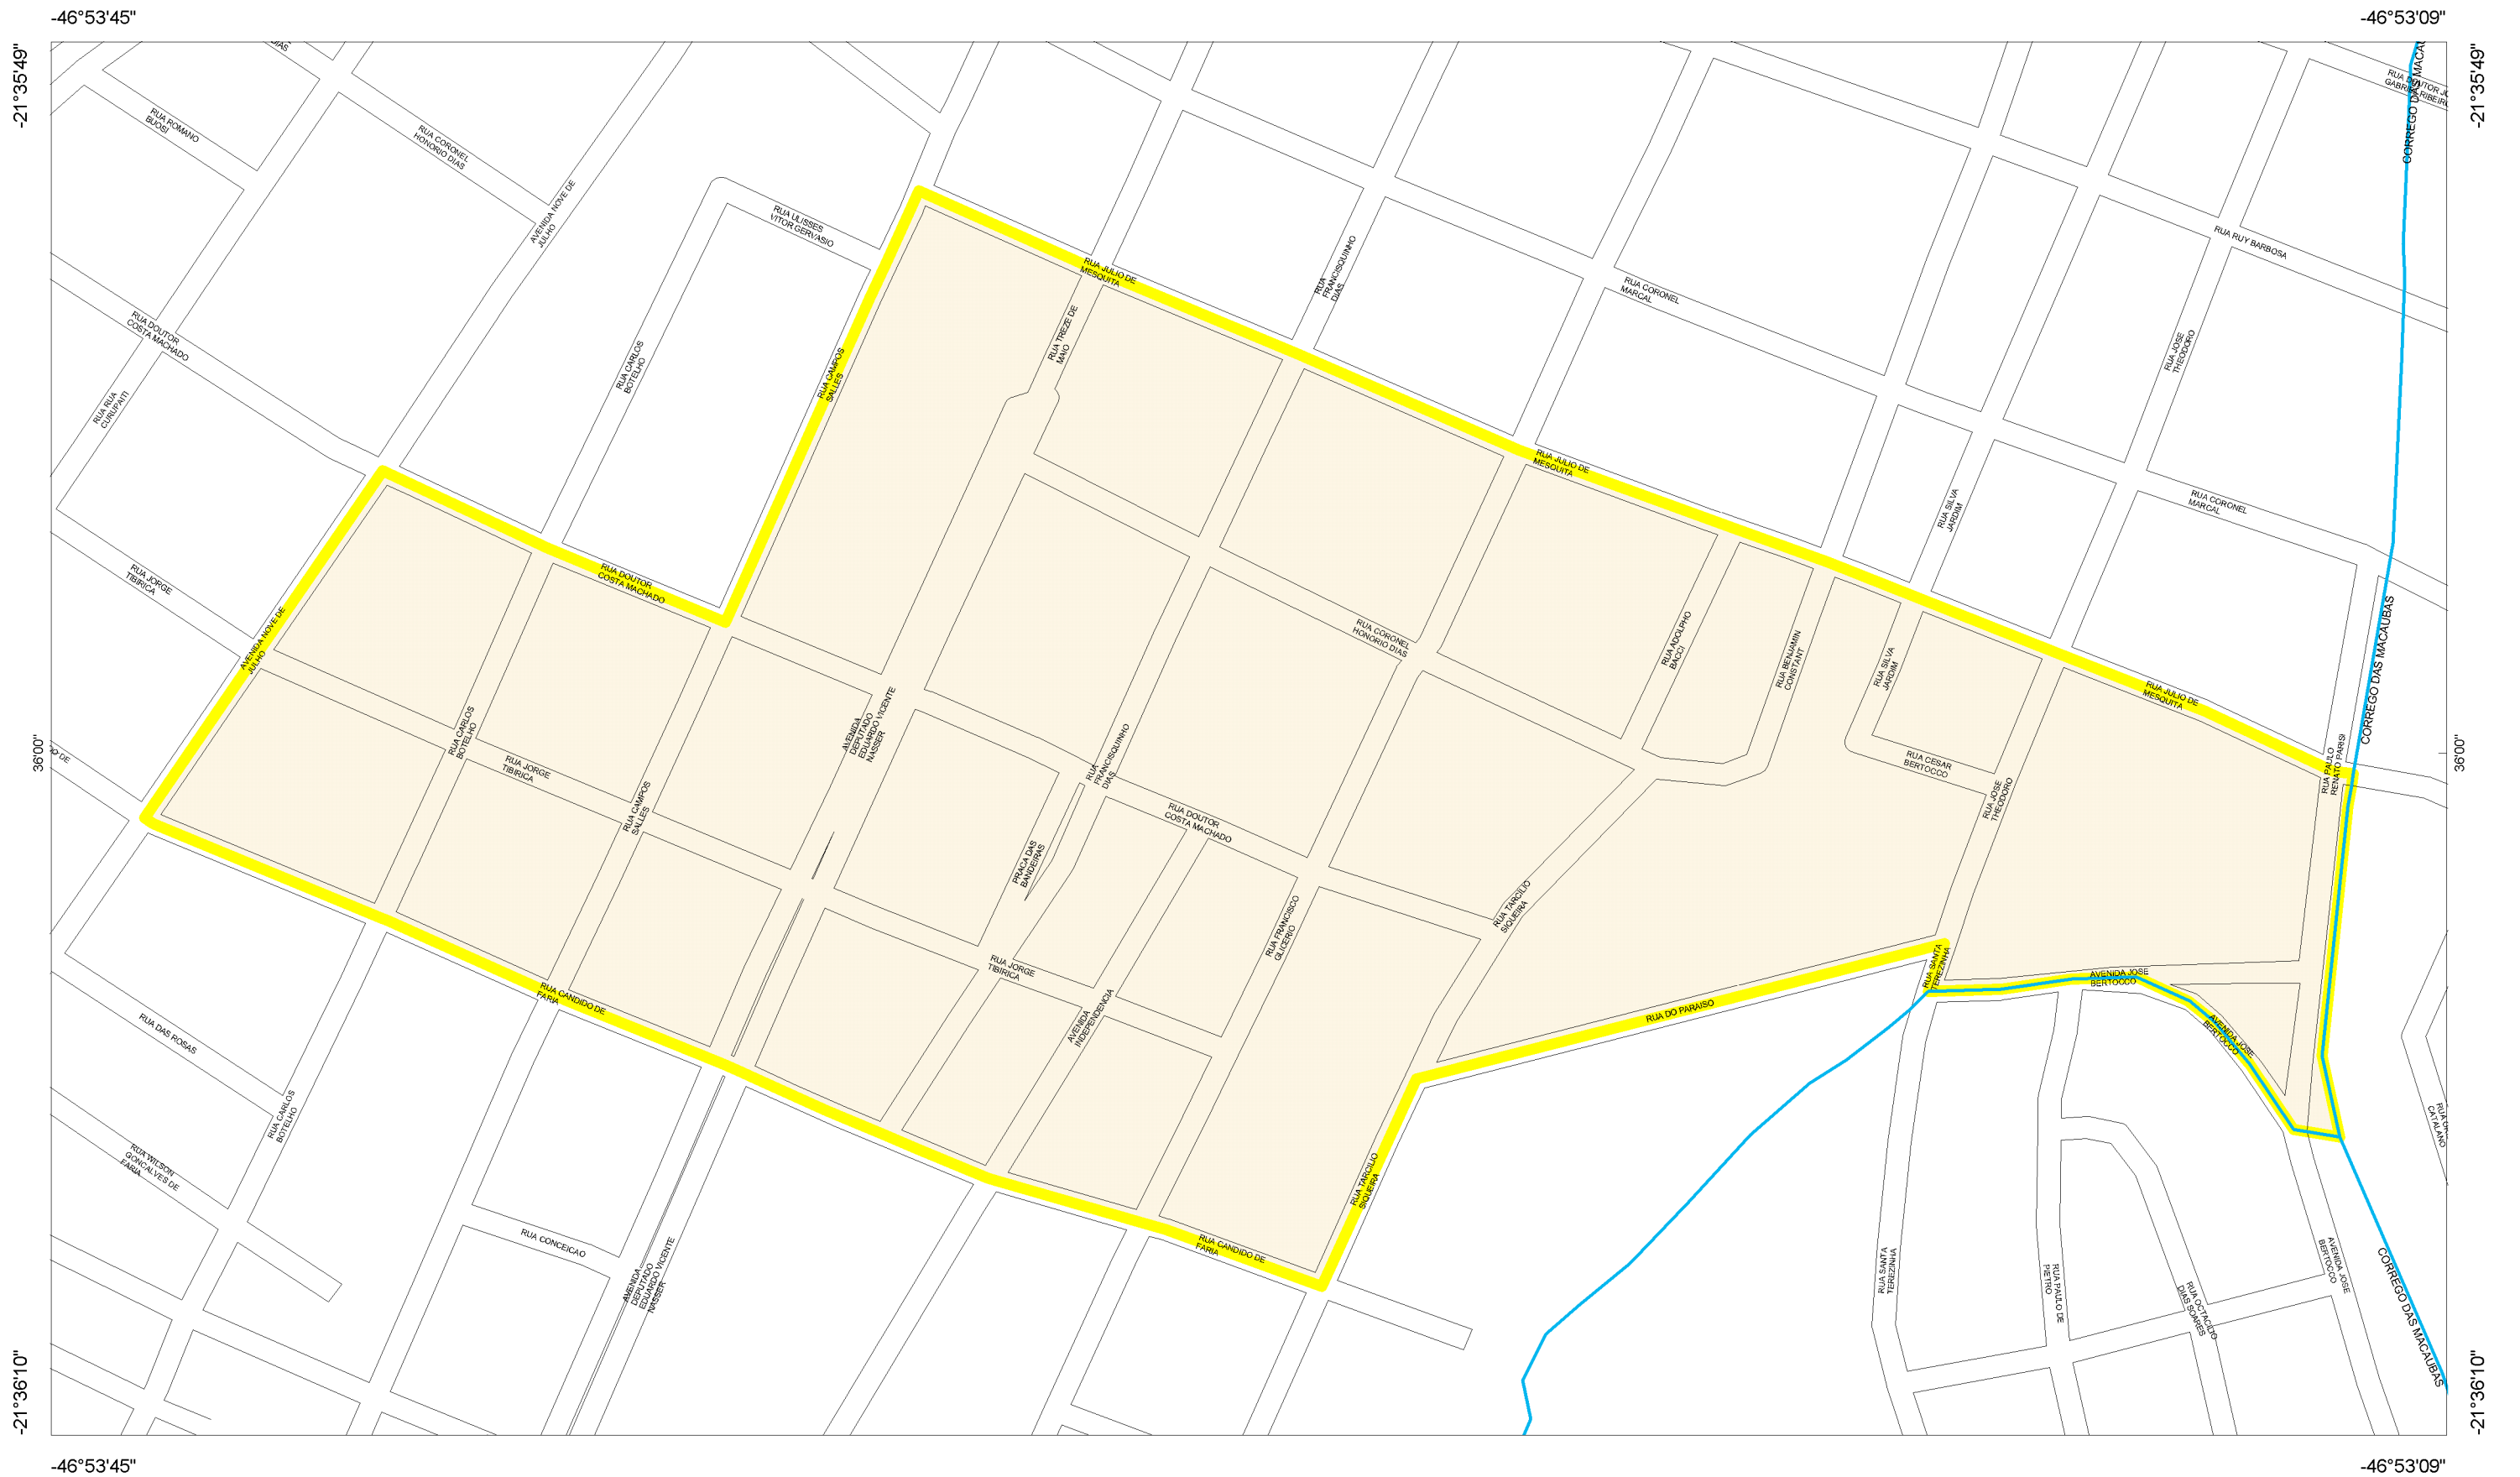 -46°53'45"
-46°53'09"
-21°35'49"
-21°35'49"
DIAS
RUA ROMANO
BUOSI
RUA CORONEL
HONORIO DIAS
AVENIDA NOVE DE
JULHO
RUA ULISSES
VITOR GERVASIO
RUA JULIO DE
MESQUITA
RUA
FRANCISQUINHO
DIAS
RUA CORONEL
MARCAL
RUA RUY BARBOSA
CORREGO DAS MACAU
RUA DOUTOR
COSTA MACHADO
RUA RUA
CURUPAITI
RUA CARLOS
BOTELHO
RUA CAMPOS
SALLES
RUA TREZE DE
MAIO
RUA JOSE
THEODORO
RUA JULIO DE
MESQUITA
RUA SILVA
JARDIM
RUA CORONEL
MARCAL
RUA JORGE
TIBIRICA
RUA DOUTOR
COSTA MACHADO
AVENIDA NOVE DE
JULHO
RUA CORONEL
HONORIO DIAS
RUA ADOLPHO
BACCI
RUA BENJAMIN
CONSTANT
RUA SILVA
JARDIM
RUA JULIO DE
MESQUITA
CORREGO DAS MACAUBAS
RUA CARLOS
BOTELHO
AVENIDA
DEPUTADO
EDUARDO VICENTE
NASSER
RUA
FRANCISQUINHO
DIAS
RUA CESAR
BERTOCCO
RUA PAULO
RENATO PARISI
36'00"
36'00"
O DE
RUA JORGE
TIBIRICA
RUA CAMPOS
SALLES
RUA DOUTOR
COSTA MACHADO
RUA JOSE
THEODORO
PRACA DAS
BANDEIRAS
RUA TARCILIO
SIQUEIRA
RUA FRANCISCO
GLICERIO
RUA JORGE
TIBIRICA
RUA SANTA
TEREZINHA
AVENIDA JOSE
BERTOCCO
RUA CANDIDO DE
FARIA
AVENIDA
INDEPENDENCIA
RUA DO PARAISO
AVENIDA JOSE
BERTOCCO
RUA DAS ROSAS
RUA CARLOS
BOTELHO
CATALANO
RUA WILSON
GONCALVES DE
FARIA
RUA TARCILIO
SIQUEIRA
RUA CONCEICAO
RUA CANDIDO DE
FARIA
AVENIDA
DEPUTADO
EDUARDO VICENTE
NASSER
RUA SANTA
TEREZINHA
RUA PAULO DE
PIETRO
RUA OCTACILIO
DIAS SOARES
AVENIDA JOSE
BERTOCCO
CORREGO DAS MACAUBAS
-21°36'10"
-21°36'10"
-46°53'45"
-46°53'09"